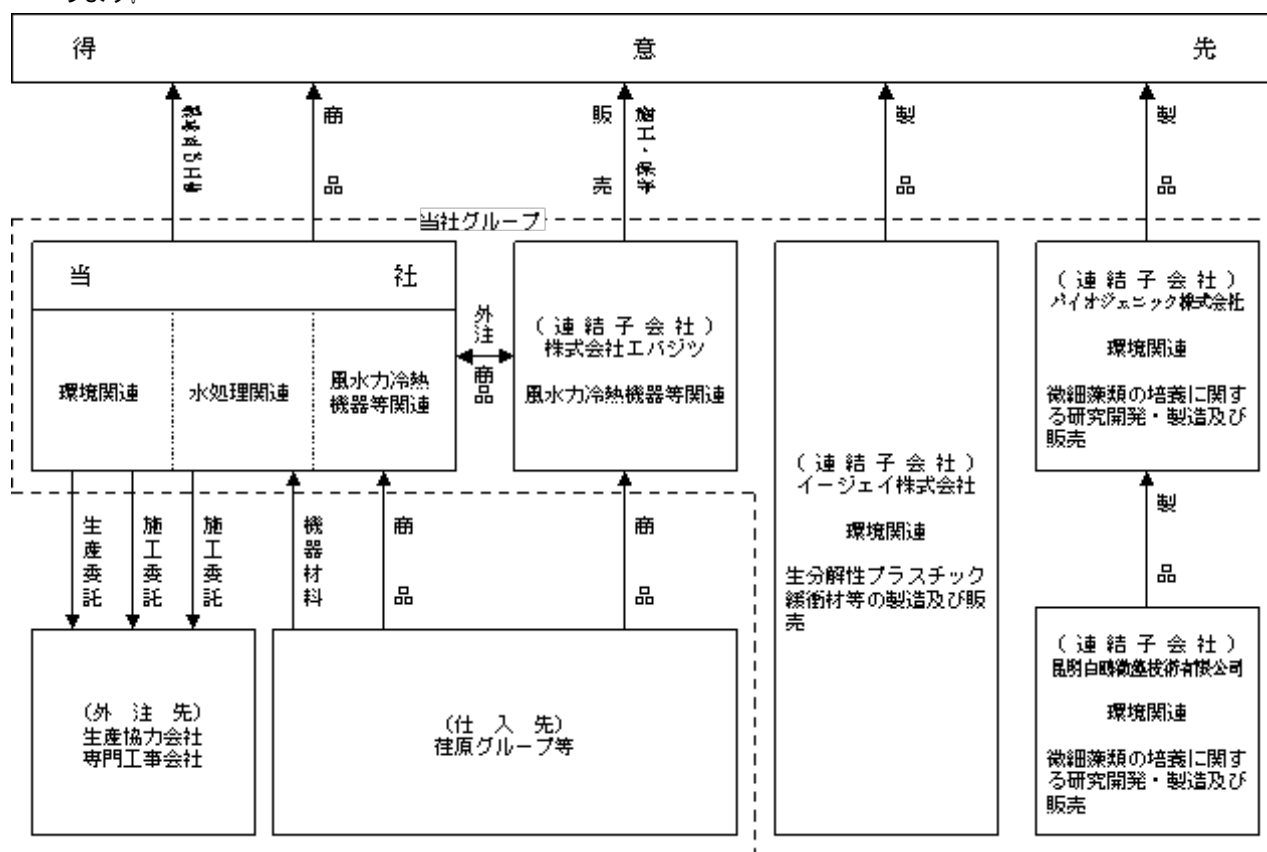 ります。
得意先
商品
販売
施工・保
製品
製品
当社グループ
当社
環境関連
水処理関連
風水力冷熱
機器等関連
外注
商品
(連結子会社)
株式会社エバジツ
風水力冷熱機器等関連
(連結子会社)
イージェイ株式会社
環境関連
生分解性プラスチック
緩衝材等の製造及び販
売
(連結子会社)
バイオジェニック株式会社
環境関連
微細藻類の培養に関す
る研究開発・製造及び
販売
生産委託
施工委託
施工委託
機器材料
商品
商品
製品
(外注先)
生産協力会社
専門工事会社
(仕入先)
荏原グループ等
(連結子会社)
技術有限公司
環境関連
微細藻類の培養に関す
る研究開発・製造及び
販売